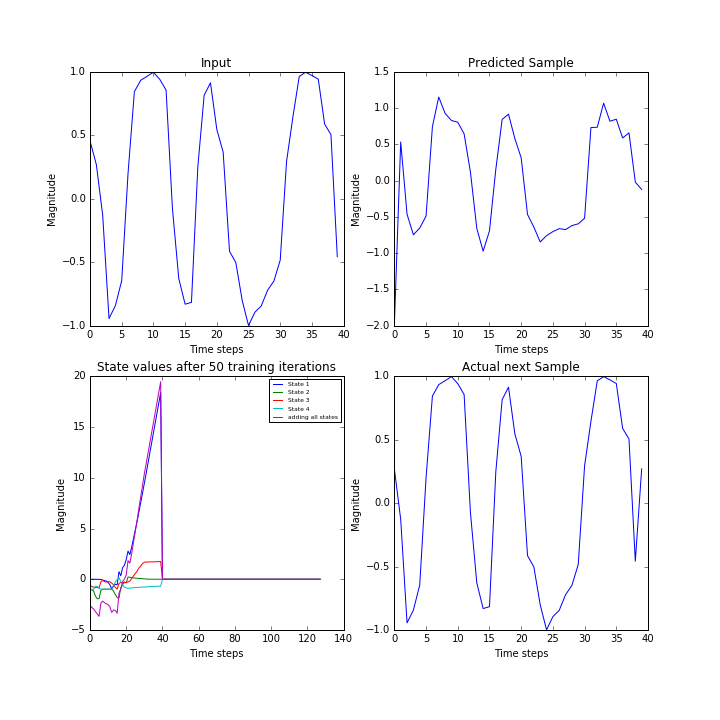 Input
Magnitude
1.0
0.5
0.0
−0.5
−1.0
0 5 10 15 20 25 30 35 40
Time steps
Predicted Sample
Magnitude
1.5
1.0
0.5
0.0
−0.5
−1.0
−1.5
−2.0
0 5 10 15 20 25 30 35 40
Time steps
State values after 50 training iterations
Magnitude
20
15
10
5
0
−5
State 1
State 2
State 3
State 4
adding all states
0 20 40 60 80 100 120 140
Time steps
Actual next Sample
Magnitude
1.0
0.5
0.0
−0.5
−1.0
0 5 10 15 20 25 30 35 40
Time steps